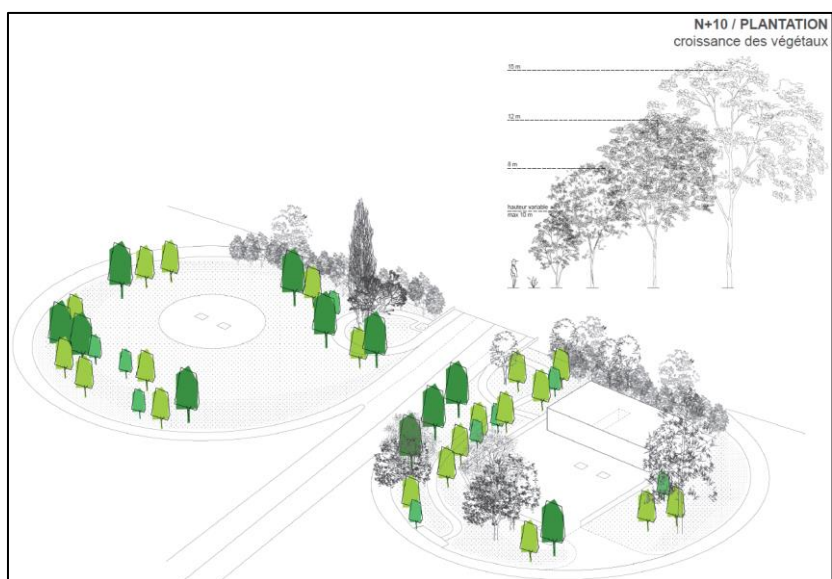 N+10 / PLANTATION
croissance des végétaux
15 m
12 m
8 m
hauteur variable
max 10 m